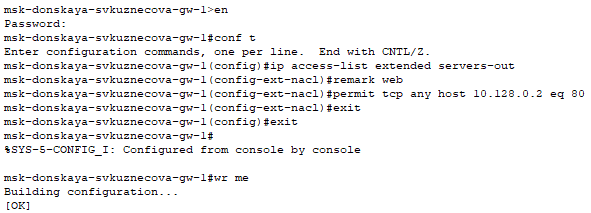 msk-donskaya-svkuznecova-gw-1>en
Password:
msk-donskaya-svkuznecova-gw-1#conf t
Enter configuration commands, one per line.  End with CNTL/Z.
msk-donskaya-svkuznecova-gw-1(config)#ip access-list extended servers-out
msk-donskaya-svkuznecova-gw-1(config-ext-nacl)#remark web
msk-donskaya-svkuznecova-gw-1(config-ext-nacl)#permit tcp any host 10.128.0.2 eq 80
msk-donskaya-svkuznecova-gw-1(config-ext-nacl)#exit
msk-donskaya-svkuznecova-gw-1(config)#exit
msk-donskaya-svkuznecova-gw-1#
%SYS-5-CONFIG_I: Configured from console by console
msk-donskaya-svkuznecova-gw-1#wr me
Building configuration...
[OK]